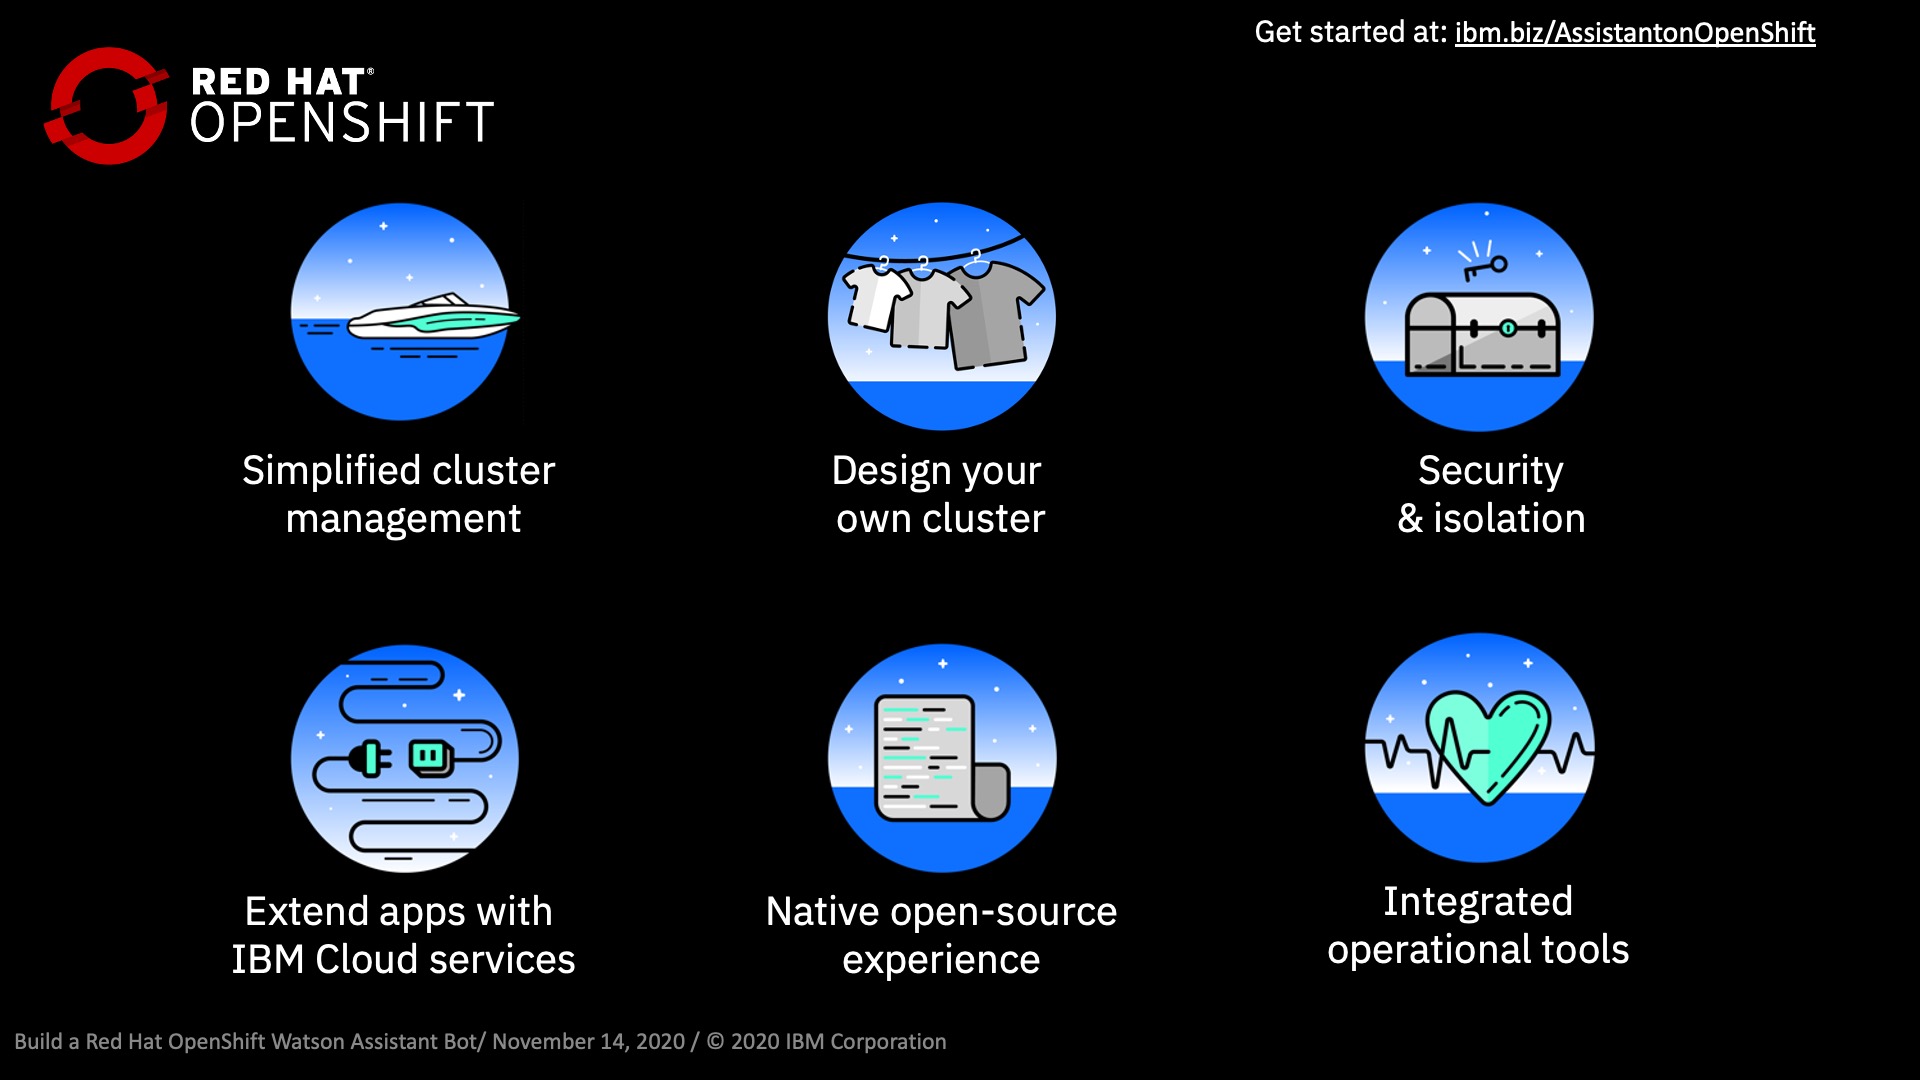 Get started at: ibm.biz/AssistantonOpenShift
RED HAT®
OPENSHIFT
Simplified cluster
management
Design your
own cluster
Security
& isolation
Extend apps with
IBM Cloud services
Native open-source
experience
Integrated
operational tools
Build a Red Hat OpenShift Watson Assistant Bot/ November 14, 2020 / © 2020 IBM Corporation